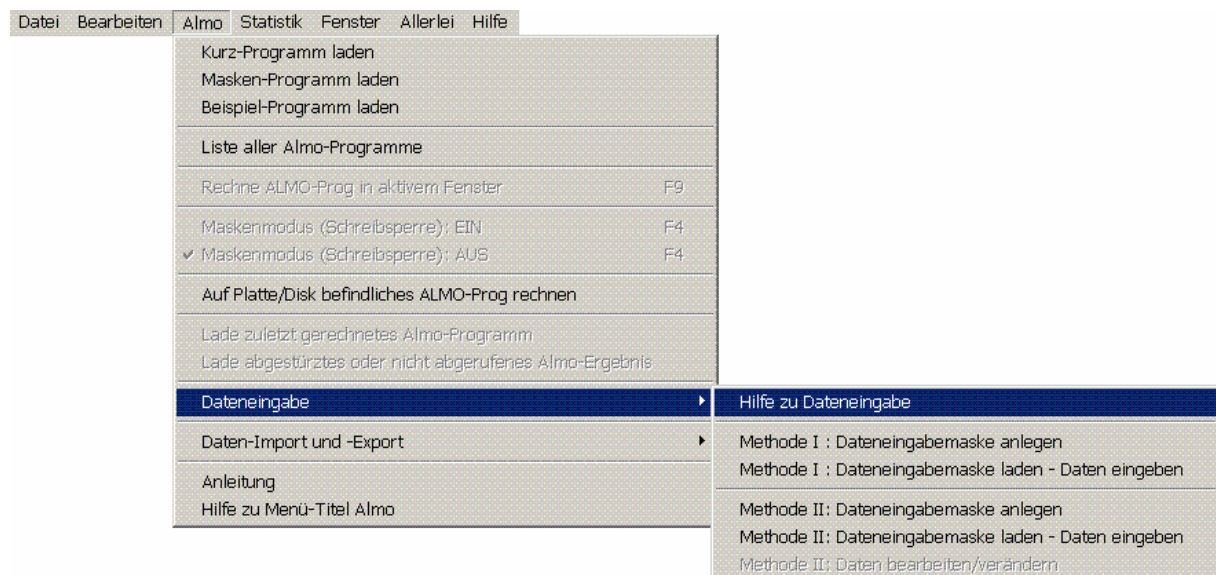 Datei Bearbeiten Almo Statistik Fenster Allerlei Hilfe
Kurz-Programm laden
Masken-Programm laden
Beispiel-Programm laden
Liste aller Almo-Programme
Rechne ALMO-Prog in aktivem Fenster F9
Maskenmodus (Schreibsperre): EIN F4
✔ Maskenmodus (Schreibsperre): AUS F4
Auf Platte/Disk befindliches ALMO-Prog rechnen
Lade zuletzt gerechnetes Almo-Programm
Lade abgestürztes oder nicht abgerufenes Almo-Ergebnis
Dateneingabe
Daten-Import und -Export
Anleitung
Hilfe zu Menü-Titel Almo
Hilfe zu Dateneingabe
Methode I : Dateneingabemaske anlegen
Methode I : Dateneingabemaske laden - Daten eingeben
Methode II: Dateneingabemaske anlegen
Methode II: Dateneingabemaske laden - Daten eingeben
Methode II: Daten bearbeiten/verändern